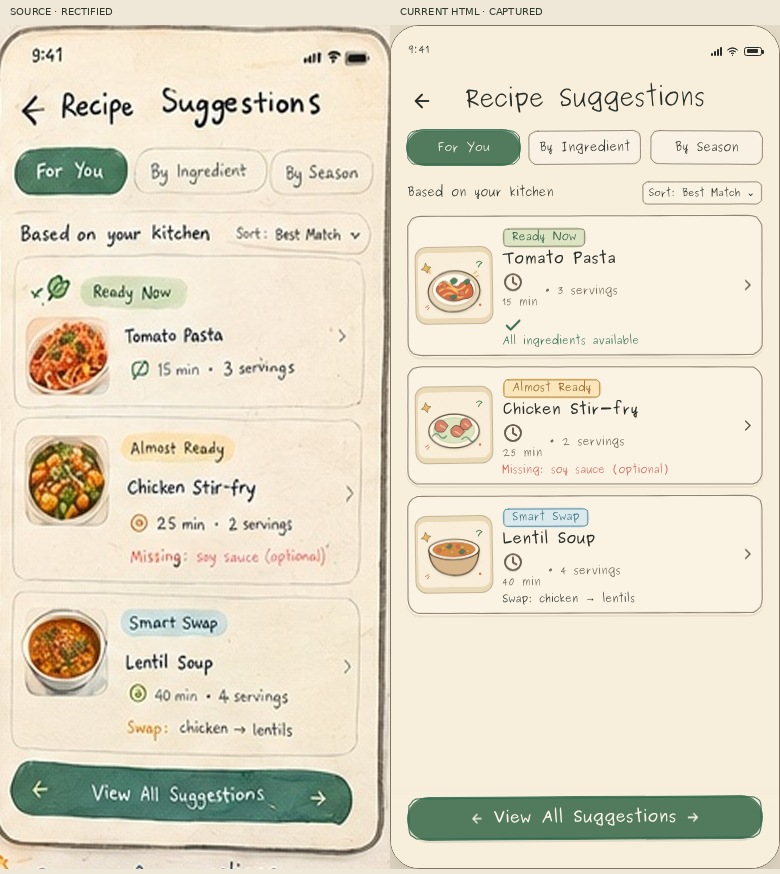 SOURCE · RECTIFIED
9:41
← Recipe Suggestions
For You
By Ingredient
By Season
Based on your kitchen
Sort: Best Match
Ready Now
Tomato Pasta
15 min • 3 servings
Almost Ready
Chicken Stir-fry
25 min • 2 servings
Missing: soy sauce (optional)
Smart Swap
Lentil Soup
40 min • 4 servings
Swap: chicken → lentils
← View All Suggestions →
CURRENT HTML · CAPTURED
9:41
← Recipe Suggestions
For You
By Ingredient
By Season
Based on your kitchen
Sort: Best Match
Ready Now
Tomato Pasta
15 min • 3 servings
All ingredients available
Almost Ready
Chicken Stir-fry
25 min • 2 servings
Missing: soy sauce (optional)
Smart Swap
Lentil Soup
40 min • 4 servings
Swap: chicken → lentils
← View All Suggestions →